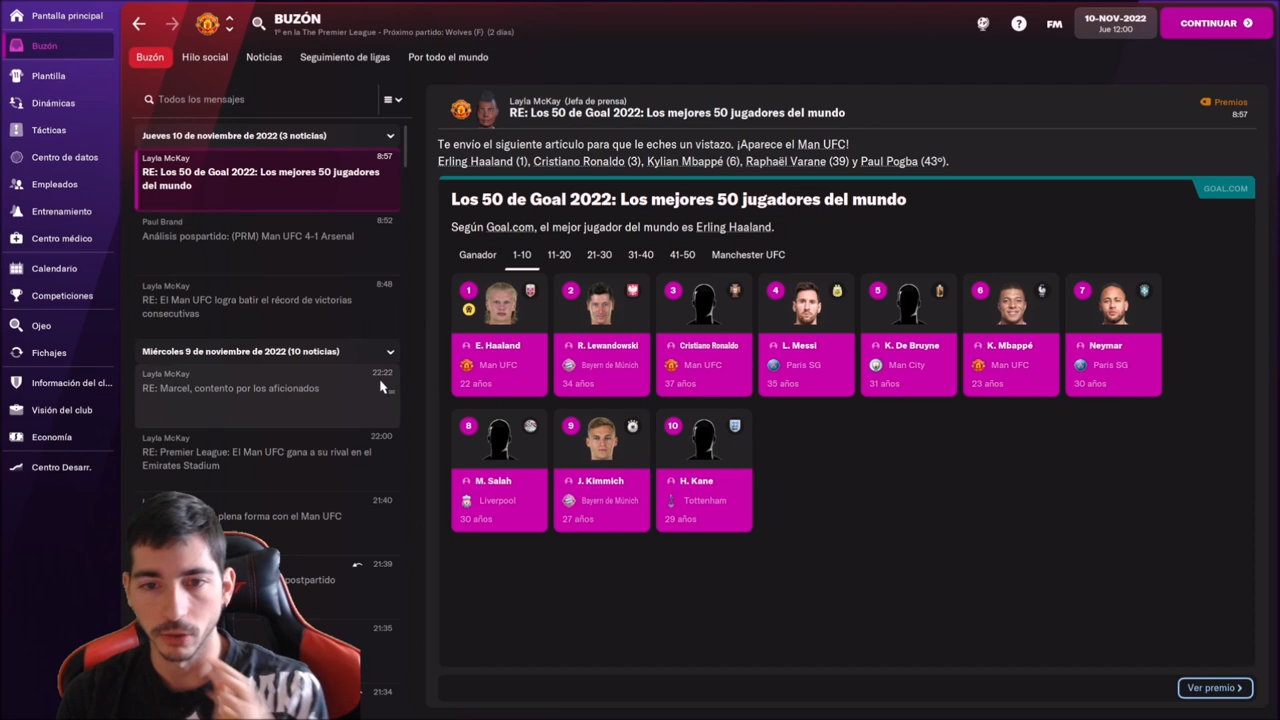 Pantalla principal
Buzón
Plantilla
Dinámicas
Tácticas
Centro de datos
Empleados
Entrenamiento
Centro médico
Calendario
Competiciones
Ojeo
Fichajes
Información del cl...
Visión del club
Economía
Centro Desarr.
BUZÓN
1º en la The Premier League - Próximo partido: Wolves (F) (2 días)
FM
10-NOV-2022
Jue 12:00
CONTINUAR
Buzón
Hilo social
Noticias
Seguimiento de ligas
Por todo el mundo
Todos los mensajes
Jueves 10 de noviembre de 2022 (3 noticias)
Layla McKay 8:57
RE: Los 50 de Goal 2022: Los mejores 50 jugadores
del mundo
Paul Brand 8:52
Análisis pospartido: (PRM) Man UFC 4-1 Arsenal
Layla McKay 8:48
RE: El Man UFC logra batir el récord de victorias
consecutivas
Miércoles 9 de noviembre de 2022 (10 noticias)
Layla McKay 22:22
RE: Marcel, contento por los aficionados
Layla McKay 22:00
RE: Premier League: El Man UFC gana a su rival en el
Emirates Stadium
21:40
plena forma con el Man UFC
21:39
postpartido
21:35
21:34
Layla McKay (Jefa de prensa)
RE: Los 50 de Goal 2022: Los mejores 50 jugadores del mundo
Premios
8:57
Te envío el siguiente artículo para que le eches un vistazo. ¡Aparece el Man UFC!
Erling Haaland (1), Cristiano Ronaldo (3), Kylian Mbappé (6), Raphaël Varane (39) y Paul Pogba (43º).
GOAL.COM
Los 50 de Goal 2022: Los mejores 50 jugadores del mundo
Según Goal.com, el mejor jugador del mundo es Erling Haaland.
Ganador 1-10 11-20 21-30 31-40 41-50 Manchester UFC
1
E. Haaland
Man UFC
22 años
2
R. Lewandowski
Bayern de Múnich
34 años
3
Cristiano Ronaldo
Man UFC
37 años
4
L. Messi
Paris SG
35 años
5
K. De Bruyne
Man City
31 años
6
K. Mbappé
Man UFC
23 años
7
Neymar
Paris SG
30 años
8
M. Salah
Liverpool
30 años
9
J. Kimmich
Bayern de Múnich
27 años
10
H. Kane
Tottenham
29 años
Ver premio